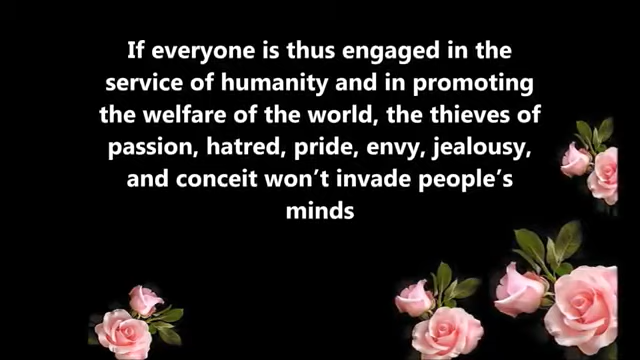 If everyone is thus engaged in the
service of humanity and in promoting
the welfare of the world, the thieves of
passion, hatred, pride, envy, jealousy,
and conceit won’t invade people’s
minds